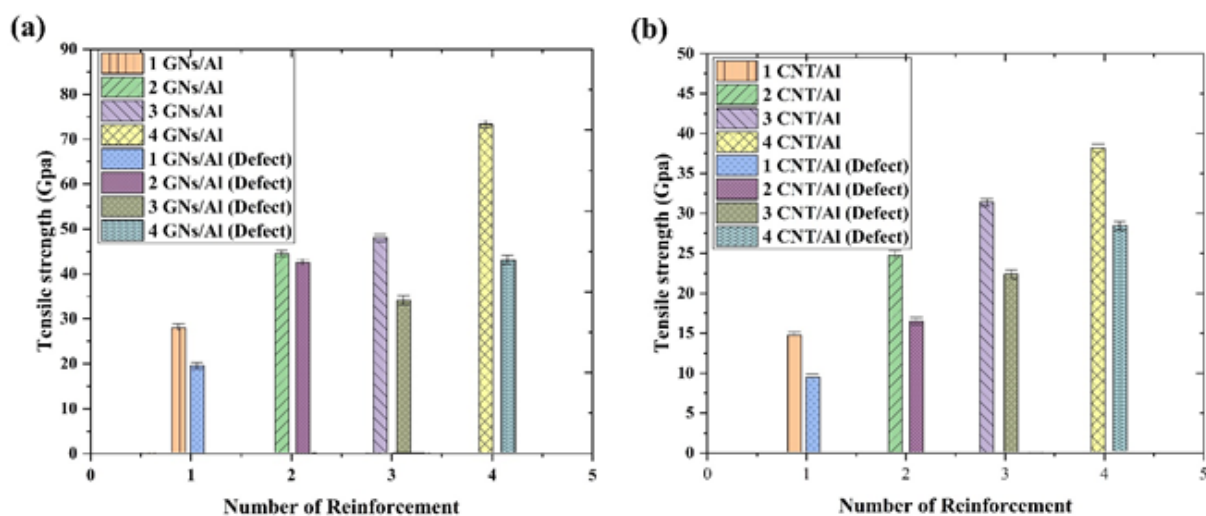 (a)
90
80
70
60
50
40
30
20
10
0
Tensile strength (Gpa)
1 GNs/Al
2 GNs/Al
3 GNs/Al
4 GNs/Al
1 GNs/Al (Defect)
2 GNs/Al (Defect)
3 GNs/Al (Defect)
4 GNs/Al (Defect)
0 1 2 3 4 5
Number of Reinforcement
(b)
50
45
40
35
30
25
20
15
10
5
0
Tensile strength (Gpa)
1 CNT/Al
2 CNT/Al
3 CNT/Al
4 CNT/Al
1 CNT/Al (Defect)
2 CNT/Al (Defect)
3 CNT/Al (Defect)
4 CNT/Al (Defect)
0 1 2 3 4 5
Number of Reinforcement